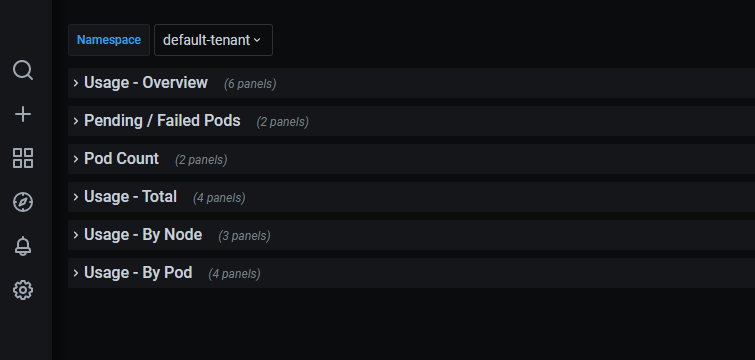 Namespace default-tenant
Usage - Overview (6 panels)
Pending / Failed Pods (2 panels)
Pod Count (2 panels)
Usage - Total (4 panels)
Usage - By Node (3 panels)
Usage - By Pod (4 panels)